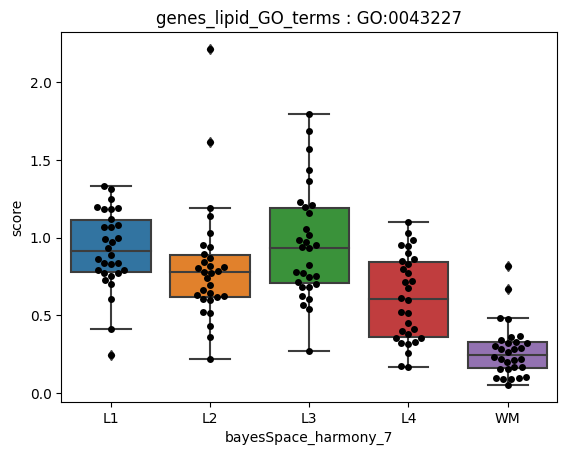 genes_lipid_GO_terms : GO:0043227
2.0
1.5
1.0
0.5
0.0
score
L1 L2 L3 L4 WM
bayesSpace_harmony_7